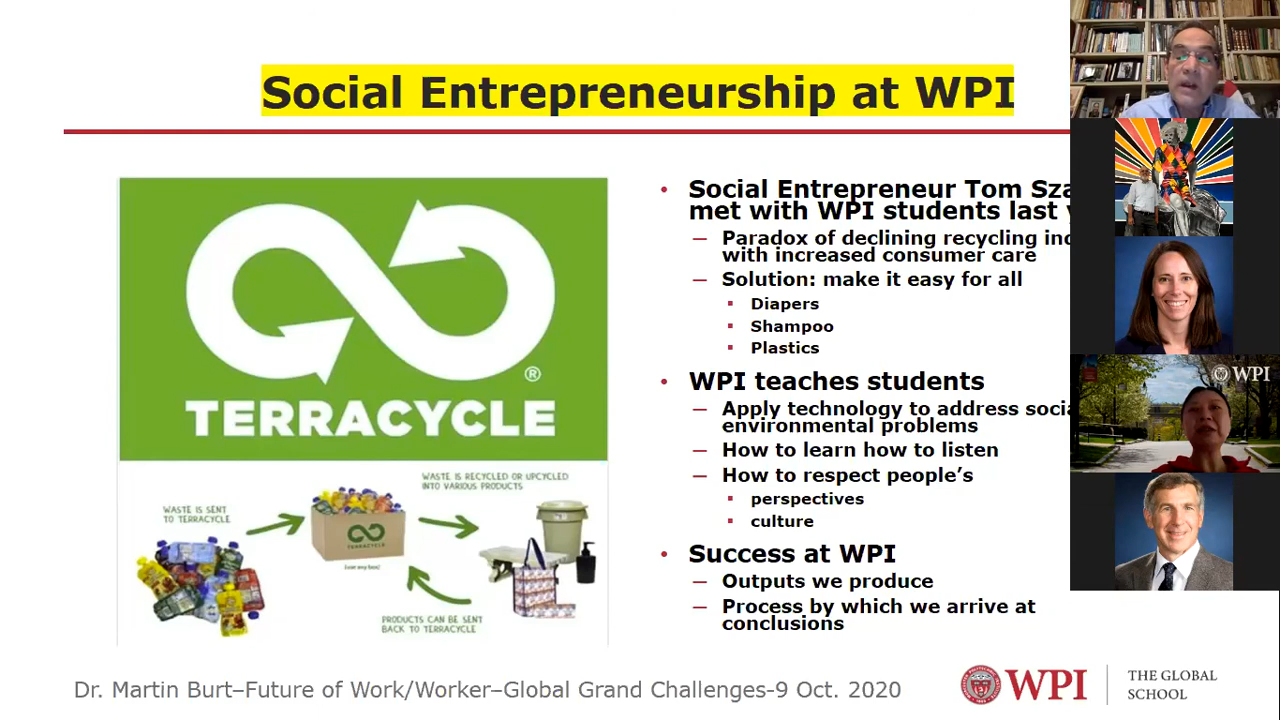 Social Entrepreneurship at WPI
®
TERRACYCLE
WASTE IS SENT
TO TERRACYCLE
WASTE IS RECYCLED OR UPCYCLED
INTO VARIOUS PRODUCTS
TERRACYCLE
(use any box)
PRODUCTS CAN BE SENT
BACK TO TERRACYCLE
• Social Entrepreneur Tom
met with WPI students last
— Paradox of declining recycling
with increased consumer care
— Solution: make it easy for all
Diapers
Shampoo
Plastics
• WPI teaches students
— Apply technology to address
environmental problems
— How to learn how to listen
— How to respect people’s
perspectives
culture
• Success at WPI
— Outputs we produce
— Process by which we arrive at
conclusions
WPI
Dr. Martin Burt–Future of Work/Worker–Global Grand Challenges-9 Oct. 2020
WPI
THE GLOBAL
SCHOOL